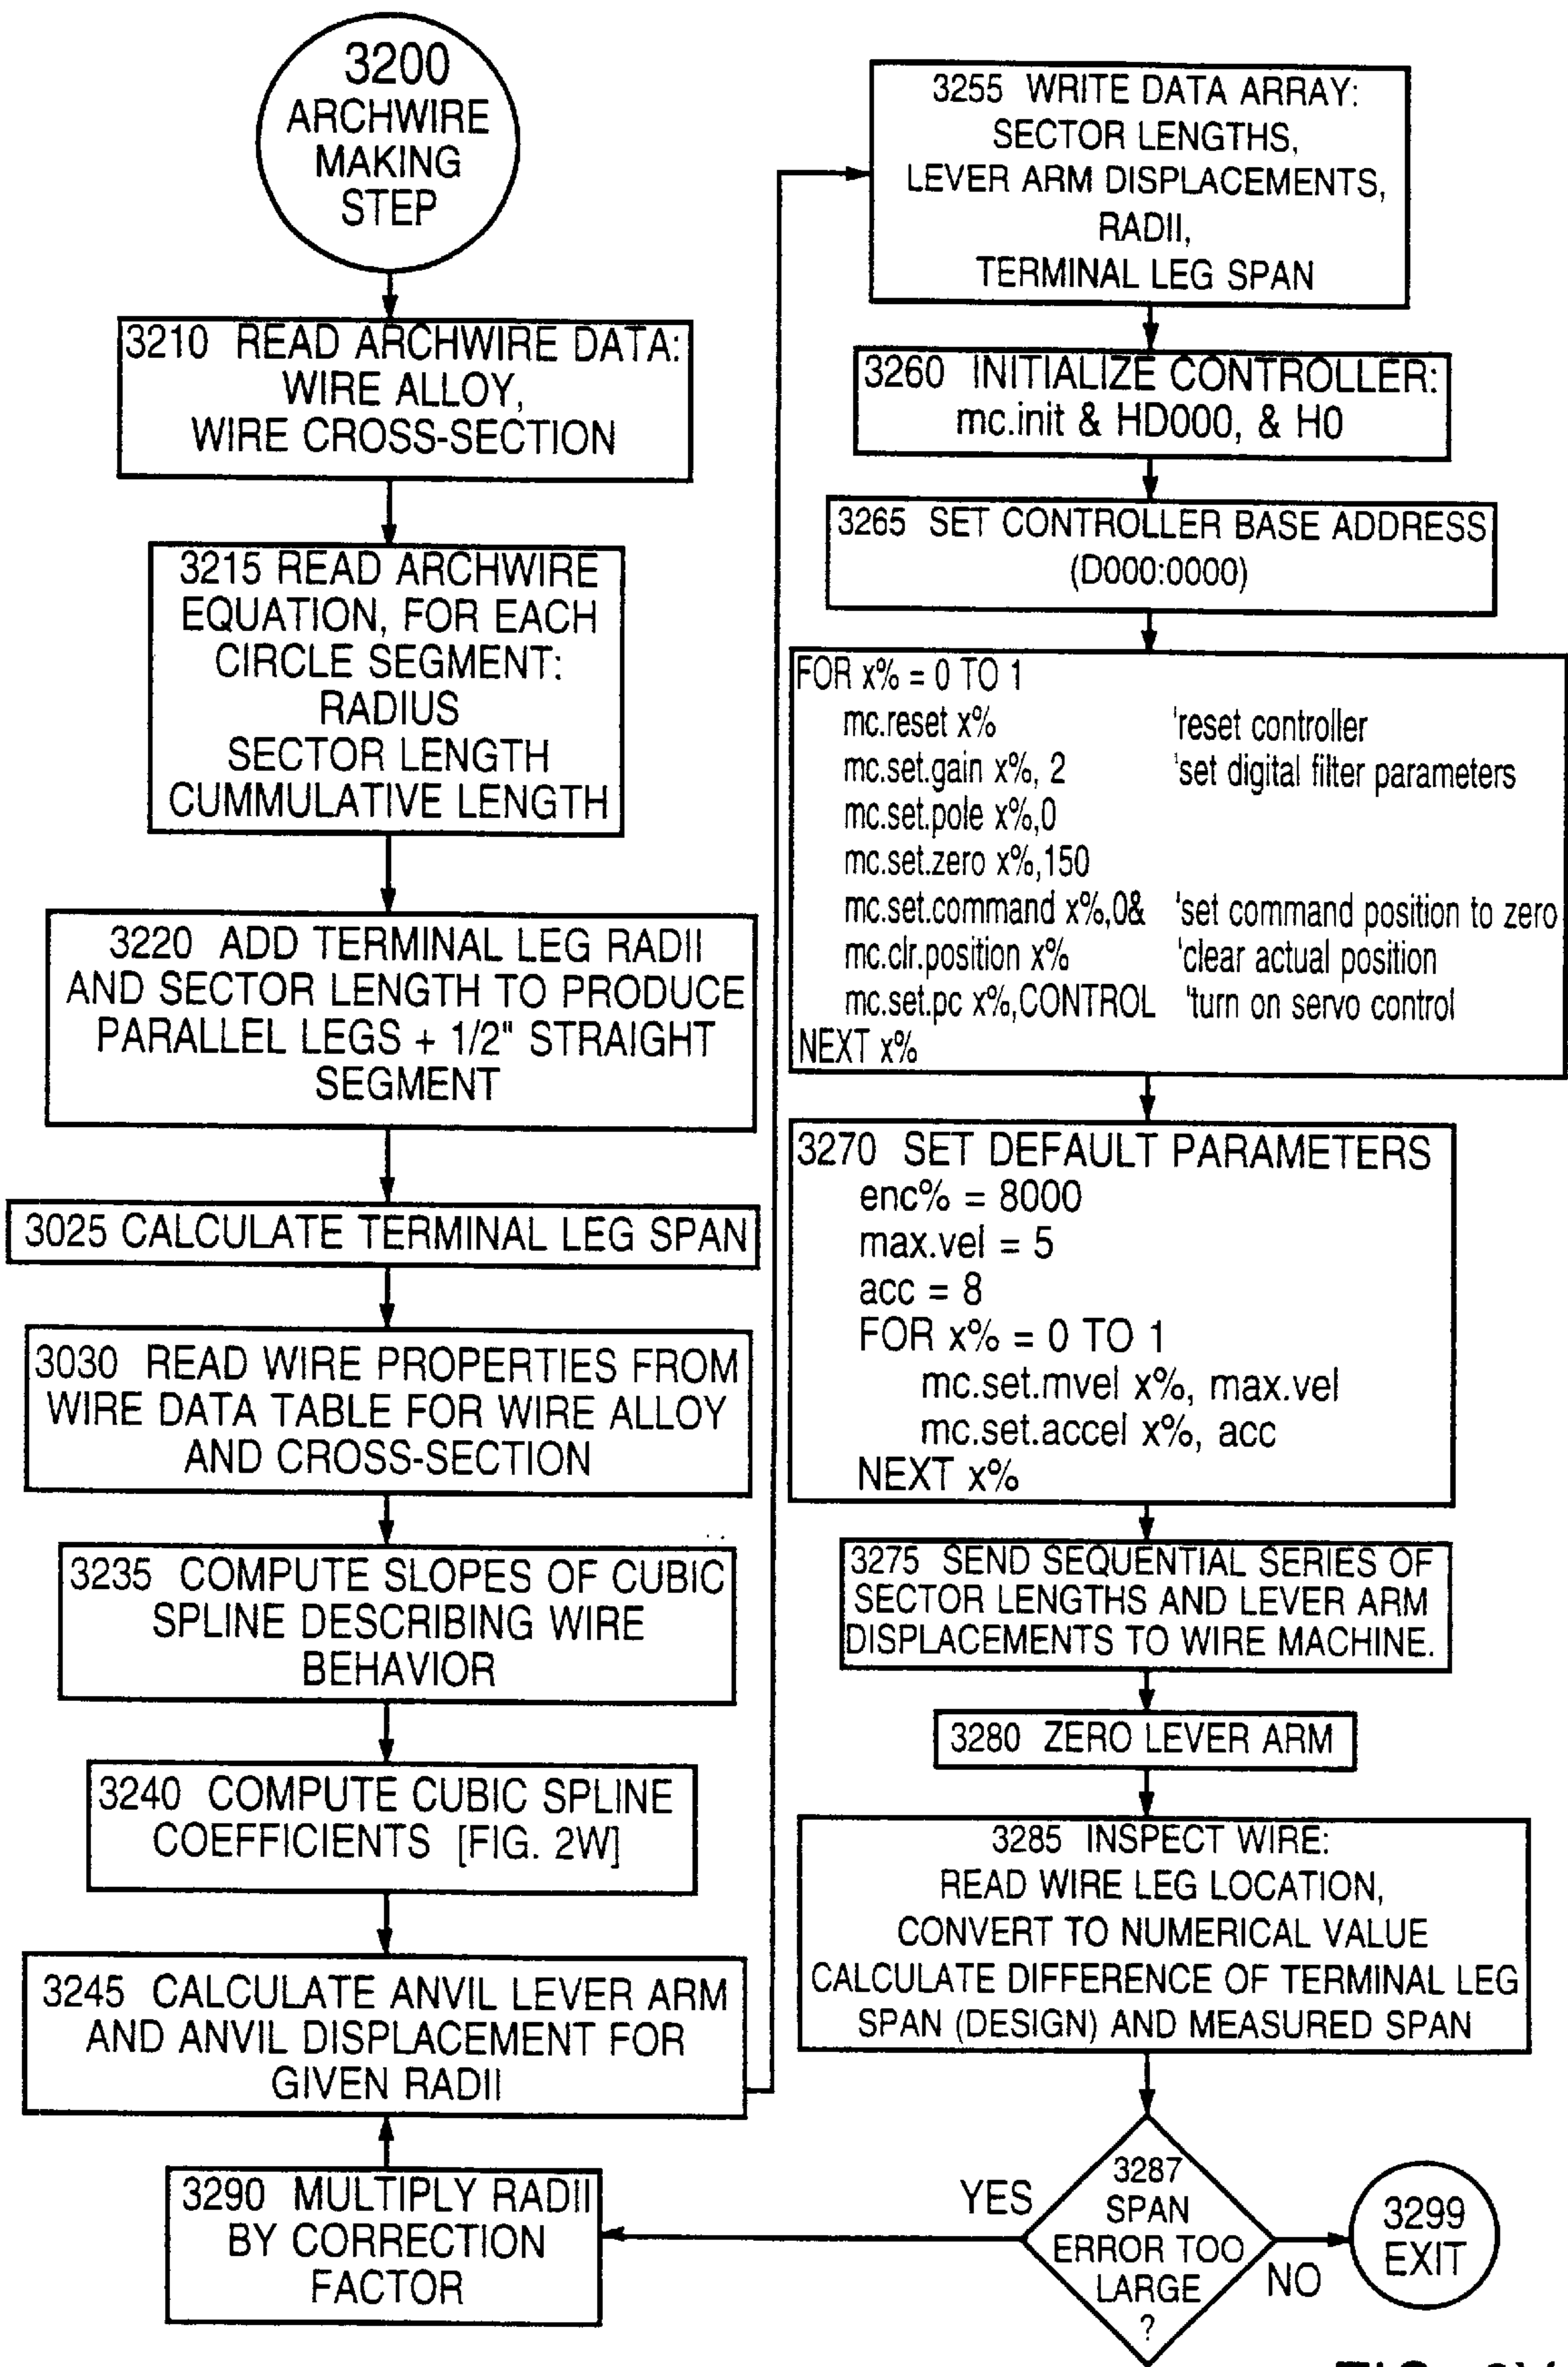 3200
ARCHWIRE
MAKING
STEP
3210 READ ARCHWIRE DATA:
WIRE ALLOY,
WIRE CROSS-SECTION
3215 READ ARCHWIRE
EQUATION, FOR EACH
CIRCLE SEGMENT:
RADIUS
SECTOR LENGTH
CUMMULATIVE LENGTH
3220 ADD TERMINAL LEG RADII
AND SECTOR LENGTH TO PRODUCE
PARALLEL LEGS + 1/2" STRAIGHT
SEGMENT
3025 CALCULATE TERMINAL LEG SPAN
3030 READ WIRE PROPERTIES FROM
WIRE DATA TABLE FOR WIRE ALLOY
AND CROSS-SECTION
3235 COMPUTE SLOPES OF CUBIC
SPLINE DESCRIBING WIRE
BEHAVIOR
3240 COMPUTE CUBIC SPLINE
COEFFICIENTS [FIG. 2W]
3245 CALCULATE ANVIL LEVER ARM
AND ANVIL DISPLACEMENT FOR
GIVEN RADII
3290 MULTIPLY RADII
BY CORRECTION
FACTOR
3255 WRITE DATA ARRAY:
SECTOR LENGTHS,
LEVER ARM DISPLACEMENTS,
RADII,
TERMINAL LEG SPAN
3260 INITIALIZE CONTROLLER:
mc.init & HD000, & H0
3265 SET CONTROLLER BASE ADDRESS
(D000:0000)
FOR x% = 0 TO 1
mc.reset x% 'reset controller
mc.set.gain x%, 2 'set digital filter parameters
mc.set.pole x%,0
mc.set.zero x%,150
mc.set.command x%,0& 'set command position to zero
mc.clr.position x% 'clear actual position
mc.set.pc x%,CONTROL 'turn on servo control
NEXT x%
3270 SET DEFAULT PARAMETERS
enc% = 8000
max.vel = 5
acc = 8
FOR x% = 0 TO 1
mc.set.mvel x%, max.vel
mc.set.accel x%, acc
NEXT x%
3275 SEND SEQUENTIAL SERIES OF
SECTOR LENGTHS AND LEVER ARM
DISPLACEMENTS TO WIRE MACHINE.
3280 ZERO LEVER ARM
3285 INSPECT WIRE:
READ WIRE LEG LOCATION,
CONVERT TO NUMERICAL VALUE
CALCULATE DIFFERENCE OF TERMINAL LEG
SPAN (DESIGN) AND MEASURED SPAN
3287
SPAN
ERROR TOO
LARGE
?
YES
NO
3299
EXIT